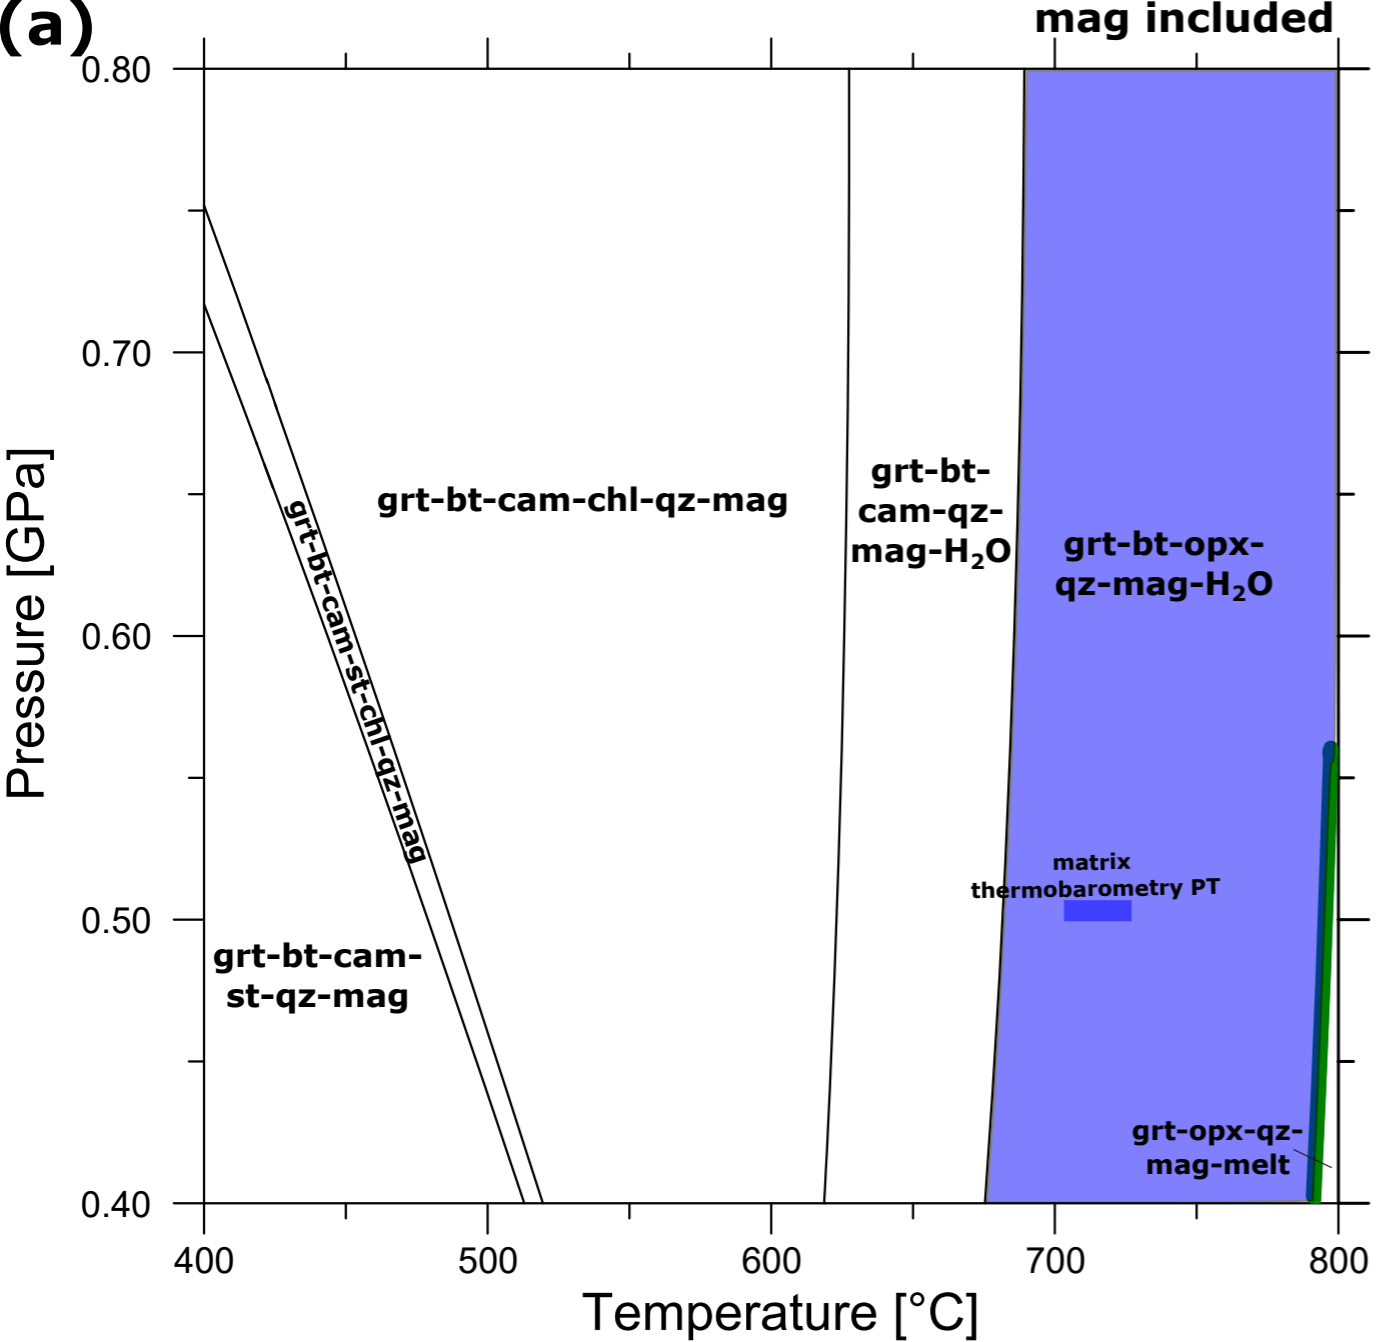 (a)
mag included
0.80
0.70
0.60
0.50
0.40
Pressure [GPa]
grt-bt-cam-st-chl-qz-mag
grt-bt-cam-chl-qz-mag
grt-bt-
cam-qz-
mag-H₂O
grt-bt-opx-
qz-mag-H₂O
matrix
thermobarometry PT
grt-bt-cam-
st-qz-mag
grt-opx-qz-
mag-melt
400
500
600
700
800
Temperature [°C]